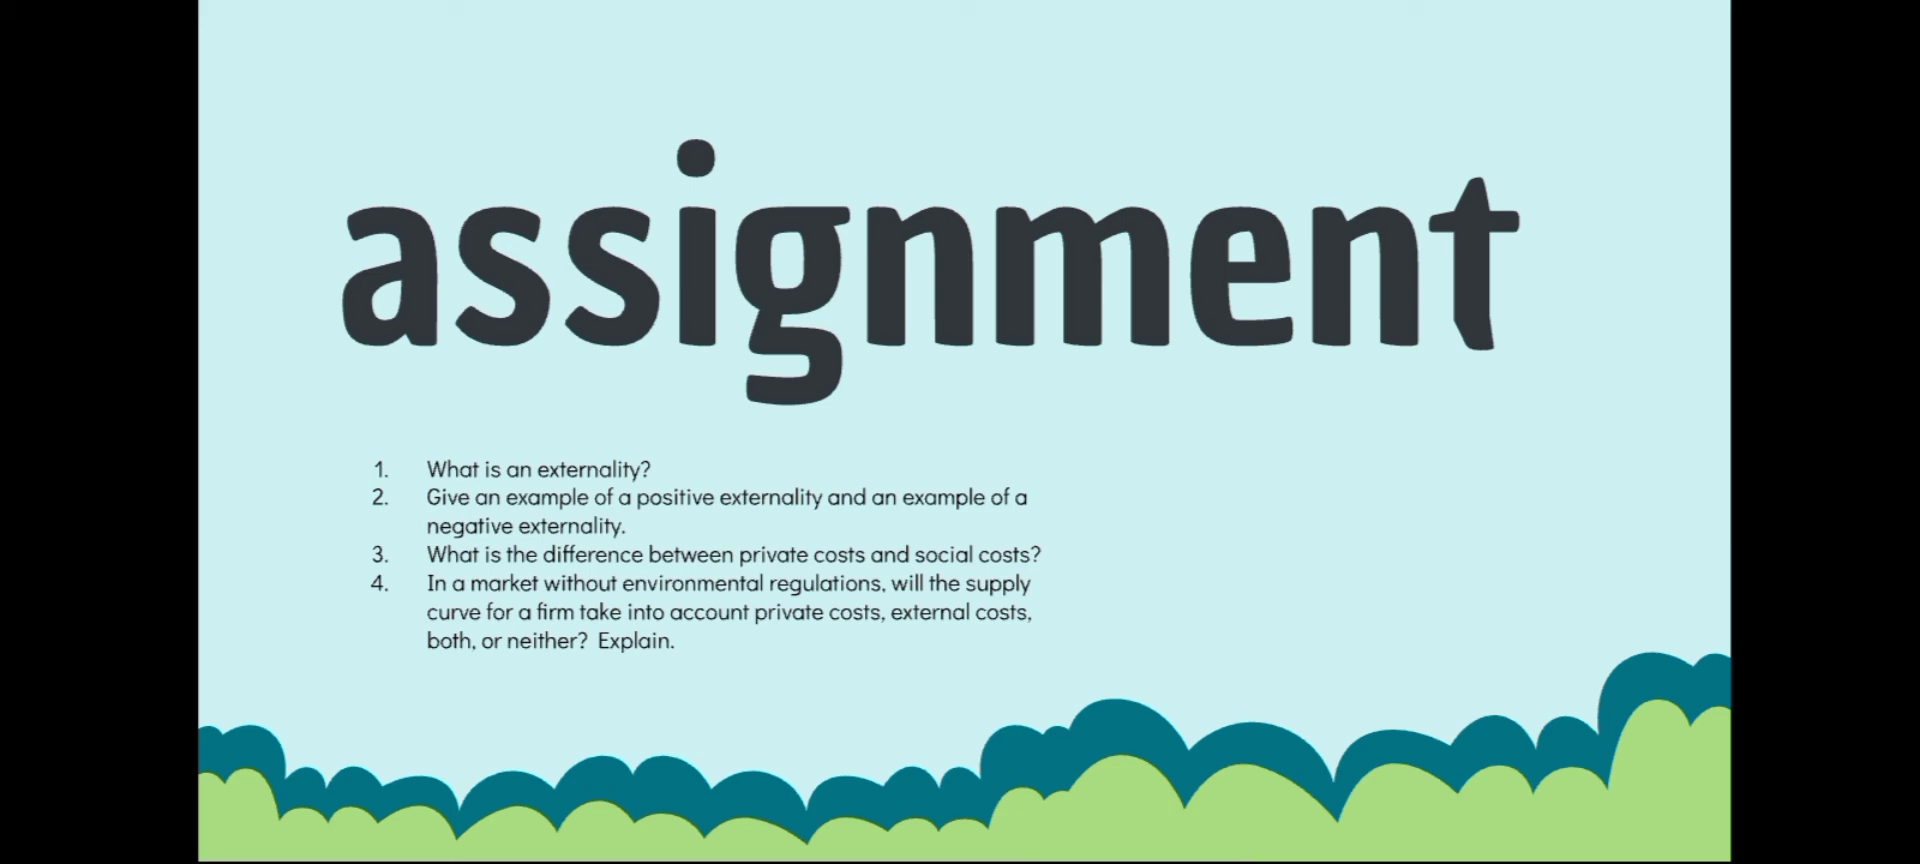 assignment
1. What is an externality?
2. Give an example of a positive externality and an example of a
negative externality.
3. What is the difference between private costs and social costs?
4. In a market without environmental regulations, will the supply
curve for a firm take into account private costs, external costs,
both, or neither? Explain.